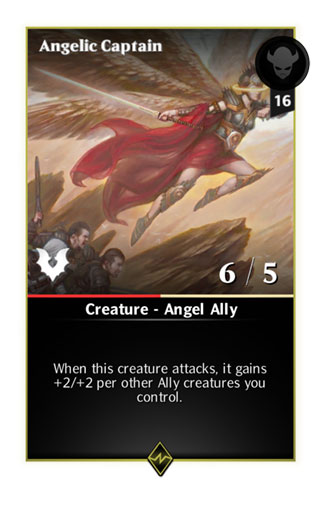 Angelic Captain
16
6 / 5
Creature - Angel Ally
When this creature attacks, it gains
+2/+2 per other Ally creatures you
control.